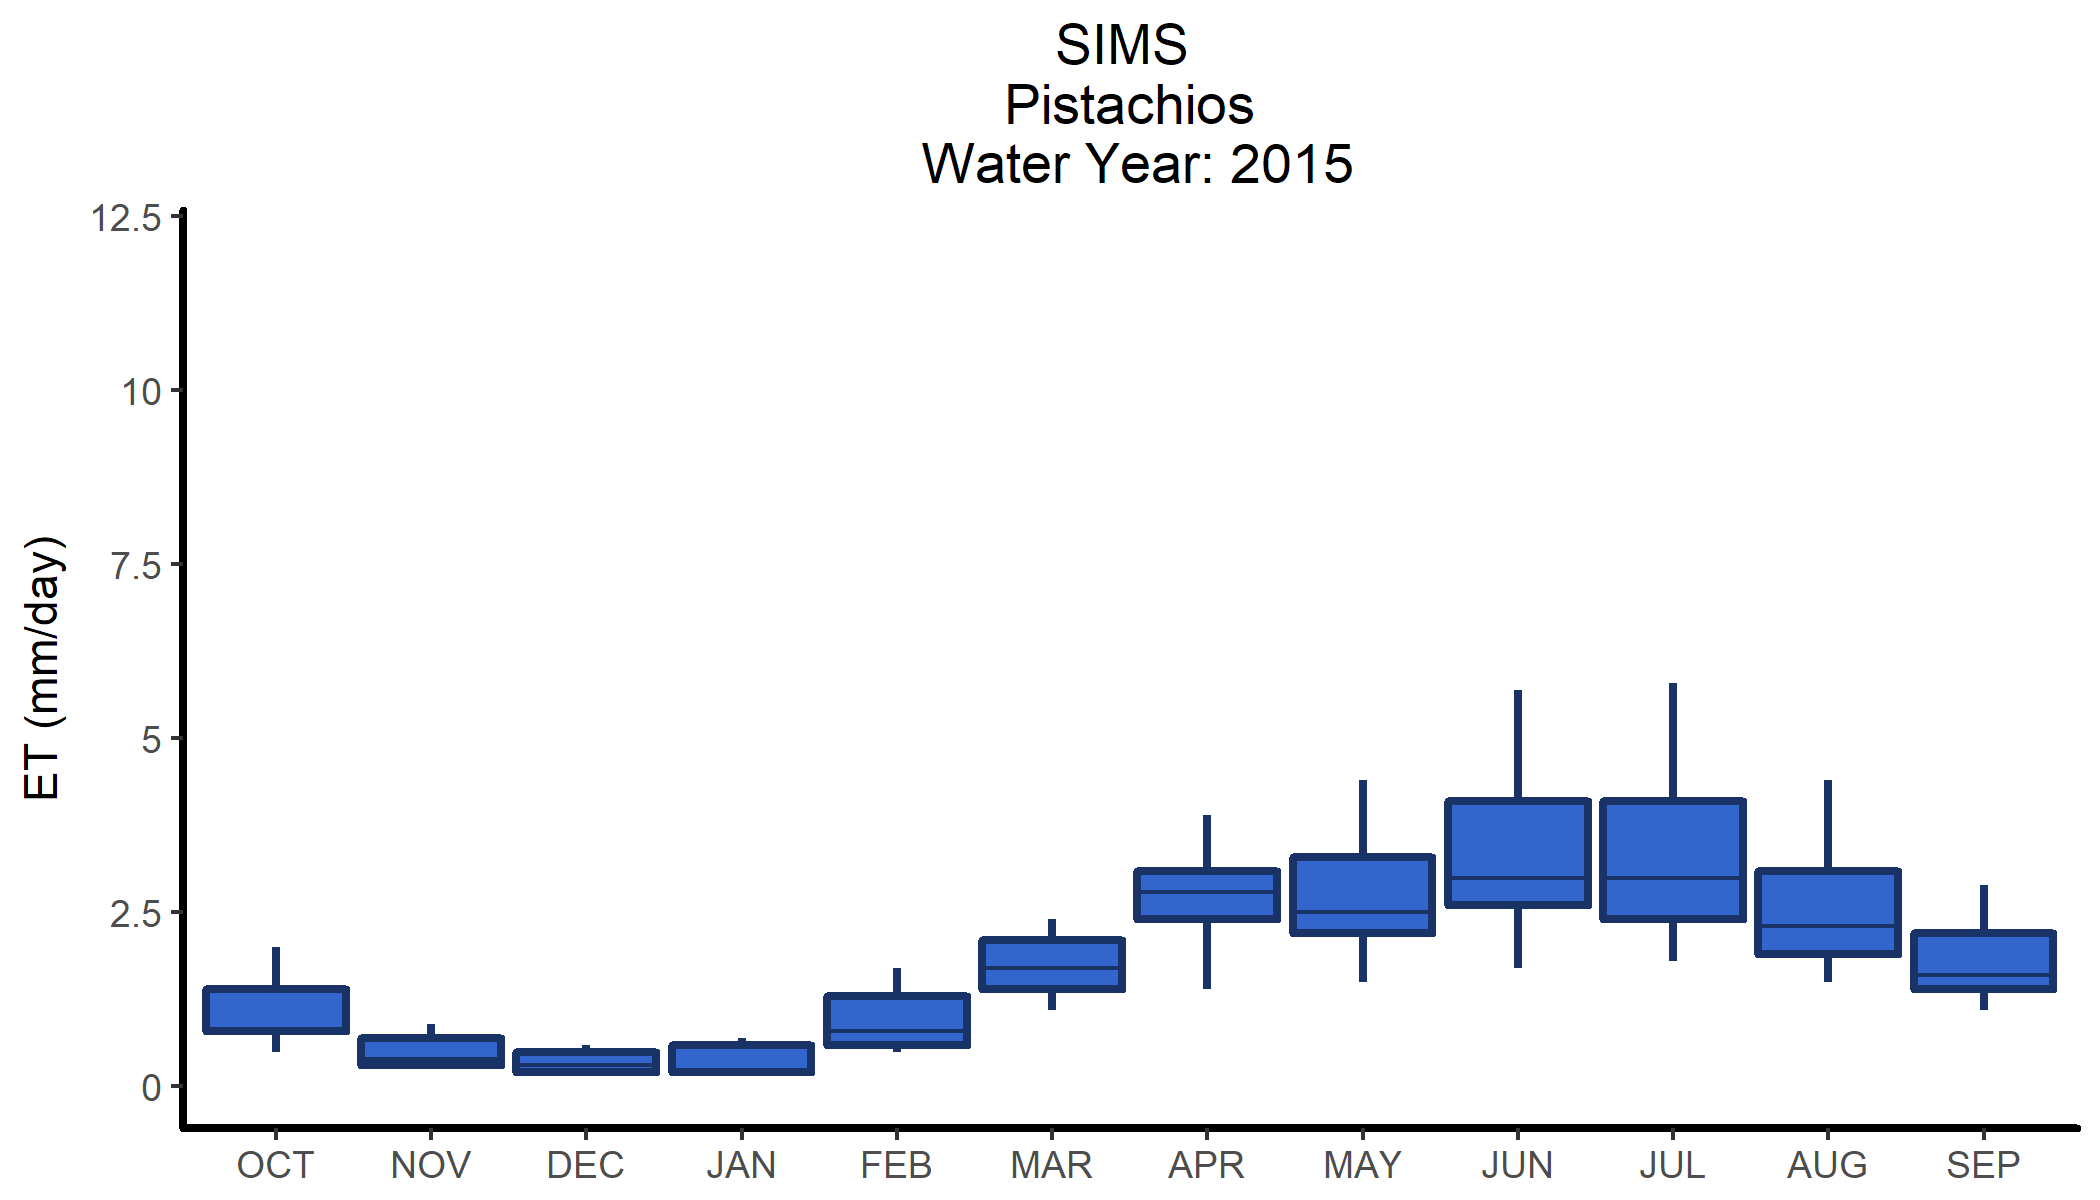 SIMS
Pistachios
Water Year: 2015
ET (mm/day)
12.5
10
7.5
5
2.5
0
OCT NOV DEC JAN FEB MAR APR MAY JUN JUL AUG SEP